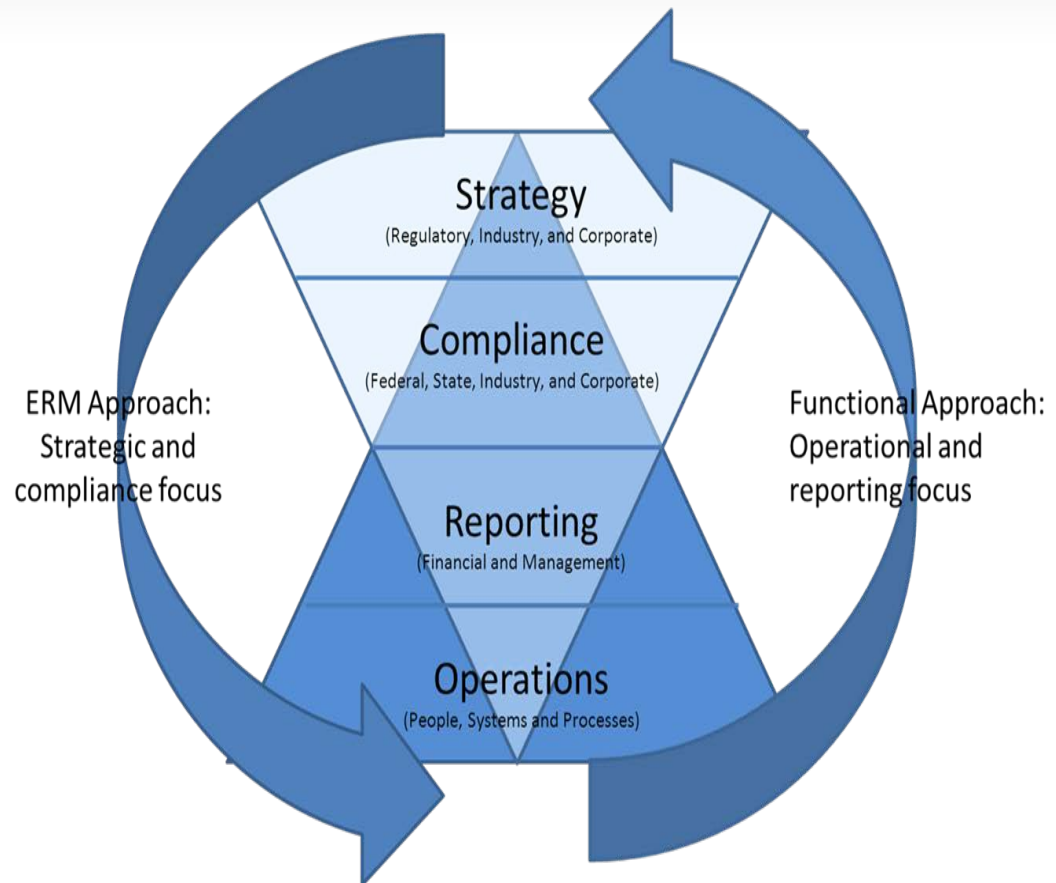 Strategy
(Regulatory, Industry, and Corporate)
Compliance
(Federal, State, Industry, and Corporate)
ERM Approach:
Strategic and
compliance focus
Functional Approach:
Operational and
reporting focus
Reporting
(Financial and Management)
Operations
(People, Systems and Processes)